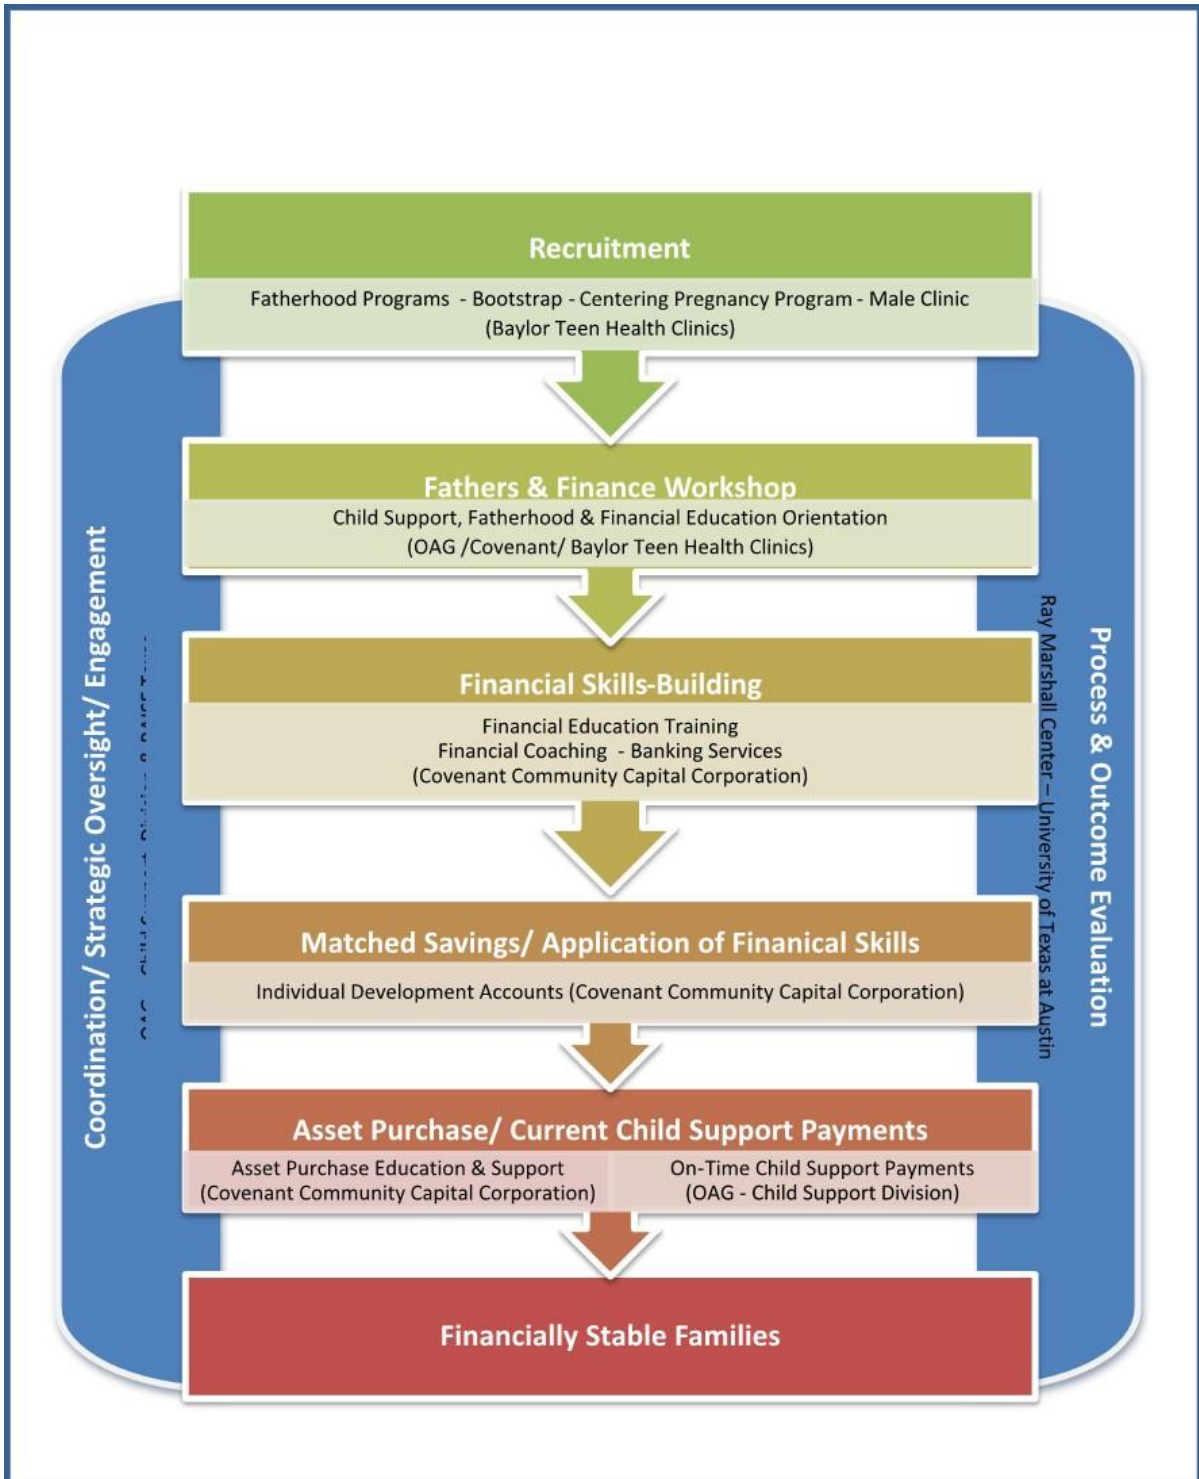 Recruitment
Fatherhood Programs - Bootstrap - Centering Pregnancy Program - Male Clinic
(Baylor Teen Health Clinics)
Fathers & Finance Workshop
Child Support, Fatherhood & Financial Education Orientation
(OAG /Covenant/ Baylor Teen Health Clinics)
Financial Skills-Building
Financial Education Training
Financial Coaching - Banking Services
(Covenant Community Capital Corporation)
Matched Savings/ Application of Finanical Skills
Individual Development Accounts (Covenant Community Capital Corporation)
Asset Purchase/ Current Child Support Payments
Asset Purchase Education & Support
(Covenant Community Capital Corporation)
On-Time Child Support Payments
(OAG - Child Support Division)
Financially Stable Families
Coordination/ Strategic Oversight/ Engagement
Process & Outcome Evaluation
Ray Marshall Center – University of Texas at Austin